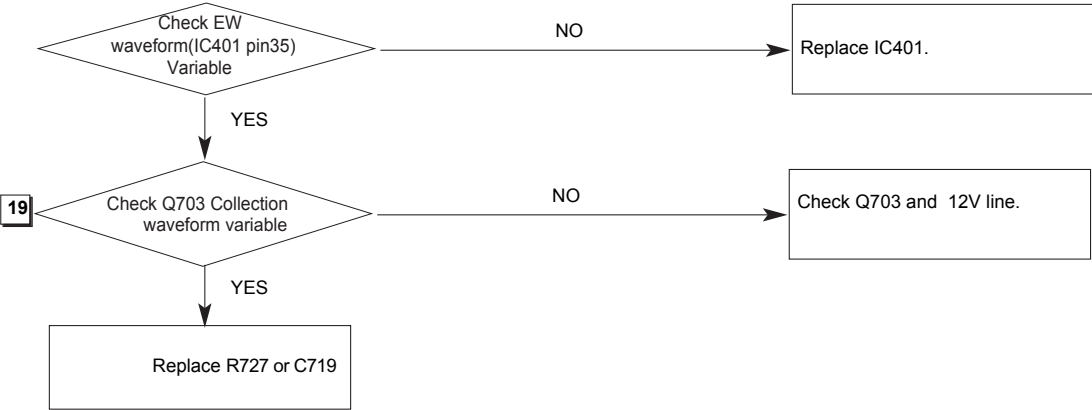 Check EW
waveform(IC401 pin35)
Variable
NO
Replace IC401.
YES
19
Check Q703 Collection
waveform variable
NO
Check Q703 and 12V line.
YES
Replace R727 or C719